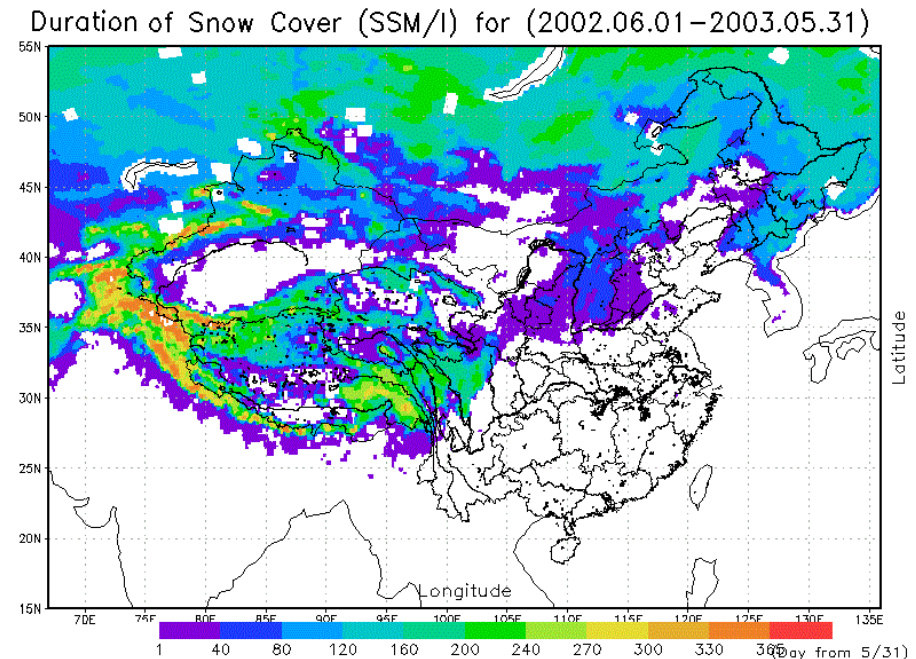 Duration of Snow Cover (SSM/I) for (2002.06.01-2003.05.31)
55N
50N
45N
40N
35N
30N
25N
20N
15N
Latitude
Longitude
70E 75E 80E 85E 90E 95E 100E 105E 110E 115E 120E 125E 130E 135E
1 40 80 120 160 200 240 270 300 330 365
(Day from 5/31)